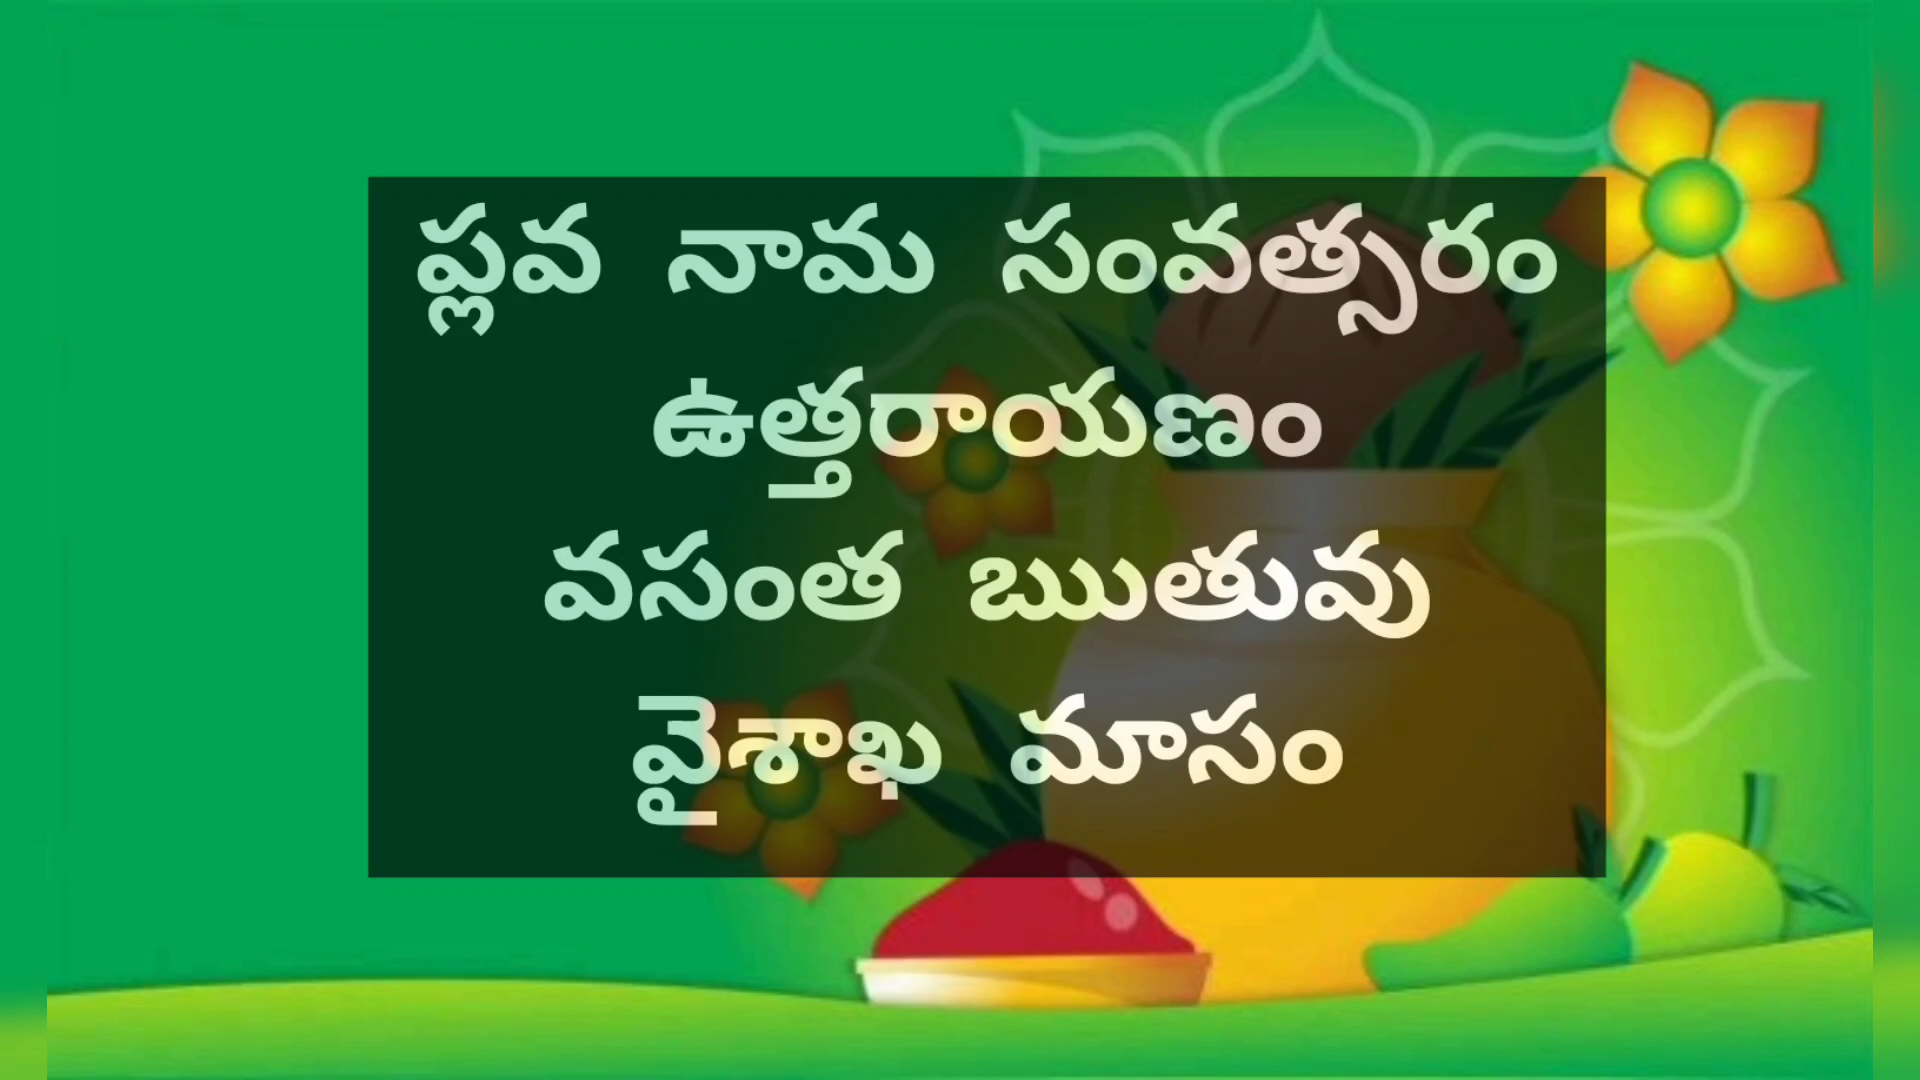 ప్లవ నామ సంవత్సరం
ఉత్తరాయణం
వసంత ఋతువు
వైశాఖ మాసం